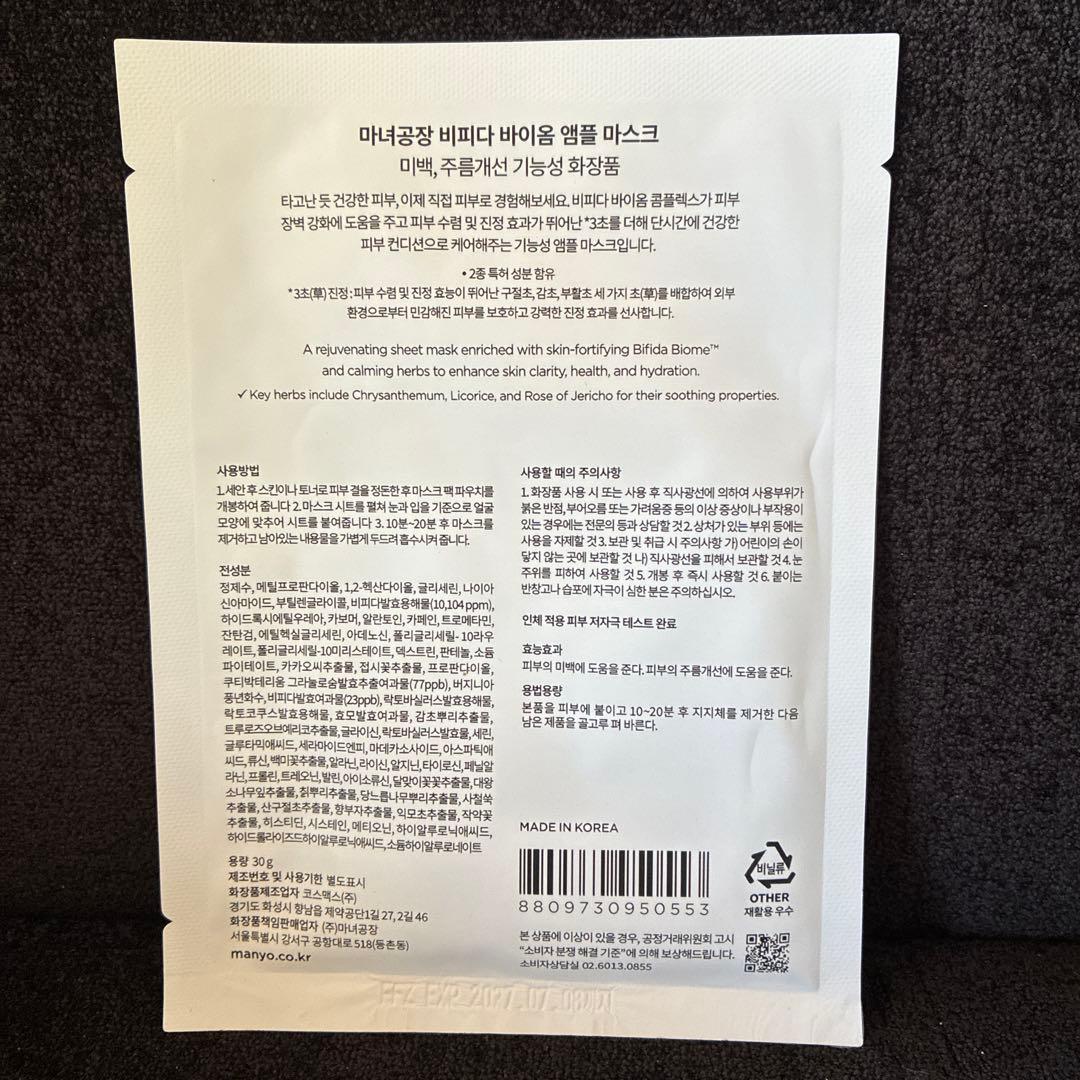 마녀공장 비피다 바이옴 앰플 마스크
미백, 주름개선 기능성 화장품
타고난 듯 건강한 피부, 이제 직접 피부로 경험해보세요. 비피다 바이옴 콤플렉스가 피부
장벽 강화에 도움을 주고 피부 수렴 및 진정 효과가 뛰어난 *3초를 더해 단시간에 건강한
피부 컨디션으로 케어해주는 기능성 앰플 마스크입니다.
• 2종 특허 성분 함유
*3초(草) 진정 : 피부 수렴 및 진정 효능이 뛰어난 구절초, 감초, 부활초 세 가지 초(草)를 배합하여 외부
환경으로부터 민감해진 피부를 보호하고 강력한 진정 효과를 선사합니다.
A rejuvenating sheet mask enriched with skin-fortifying Bifida Biome™
and calming herbs to enhance skin clarity, health, and hydration.
✓ Key herbs include Chrysanthemum, Licorice, and Rose of Jericho for their soothing properties.
사용방법
1. 세안 후 스킨이나 토너로 피부 결을 정돈한 후 마스크 팩 파우치를
개봉하여 줍니다 2. 마스크 시트를 펼쳐 눈과 입을 기준으로 얼굴
모양에 맞추어 시트를 붙여줍니다 3. 10분~20분 후 마스크를
제거하고 남아있는 내용물을 가볍게 두드려 흡수시켜 줍니다.
전성분
정제수, 메틸프로판다이올, 1,2-헥산다이올, 글리세린, 나이아
신아마이드, 부틸렌글라이콜, 비피다발효용해물(10,104 ppm),
하이드록시에틸우레아, 카보머, 알란토인, 카페인, 트로메타민,
잔탄검, 에틸헥실글리세린, 아데노신, 폴리글리세릴-10라우
레이트, 폴리글리세릴-10미리스테이트, 덱스트린, 판테놀, 소듐
파이테이트, 카카오씨추출물, 접시꽃추출물, 프로판다이올,
쿠티박테리움 그라눌로숨발효추출여과물(77ppb), 버지니아
풍년화수, 비피다발효여과물(23ppb), 락토바실러스발효용해물,
락토코쿠스발효용해물, 효모발효여과물, 감초뿌리추출물,
트루로즈오브예리코추출물, 글라이신, 락토바실러스발효물, 세린,
글루타믹애씨드, 세라마이드엔피, 마데카소사이드, 아스파틱애
씨드, 류신, 백미꽃추출물, 알라닌, 라이신, 알지닌, 타이로신, 페닐알
라닌, 프롤린, 트레오닌, 발린, 아이소류신, 달맞이꽃꽃추출물, 대왕
소나무잎추출물, 칡뿌리추출물, 당느릅나무뿌리추출물, 사철쑥
추출물, 산구절초추출물, 향부자추출물, 익모초추출물, 작약꽃
추출물, 히스티딘, 시스테인, 메티오닌, 하이알루로닉애씨드,
하이드롤라이즈드하이알루로닉애씨드, 소듐하이알루로네이트
용량 30 g
제조번호 및 사용기한 별도표시
화장품제조업자 코스맥스(주)
경기도 화성시 향남읍 제약공단1길 27, 2길 46
화장품책임판매업자 (주)마녀공장
서울특별시 강서구 공항대로 518(등촌동)
manyo.co.kr
사용할 때의 주의사항
1. 화장품 사용 시 또는 사용 후 직사광선에 의하여 사용부위가
붉은 반점, 부어오름 또는 가려움증 등의 이상 증상이나 부작용이
있는 경우에는 전문의 등과 상담할 것 2. 상처가 있는 부위 등에는
사용을 자제할 것 3. 보관 및 취급 시 주의사항 가) 어린이의 손이
닿지 않는 곳에 보관할 것 나) 직사광선을 피해서 보관할 것 4. 눈
주위를 피하여 사용할 것 5. 개봉 후 즉시 사용할 것 6. 붙이는
반창고나 습포에 자극이 심한 분은 주의하십시오.
인체 적용 피부 저자극 테스트 완료
효능효과
피부의 미백에 도움을 준다. 피부의 주름개선에 도움을 준다.
용법용량
본품을 피부에 붙이고 10~20분 후 지지체를 제거한 다음
남은 제품을 골고루 펴 바른다.
MADE IN KOREA
8809730950553
비닐류
OTHER
재활용 우수
본 상품에 이상이 있을 경우, 공정거래위원회 고시
“소비자 분쟁 해결 기준”에 의해 보상해드립니다.
소비자상담실 02.6013.0855
EXP 2027 07 08까지